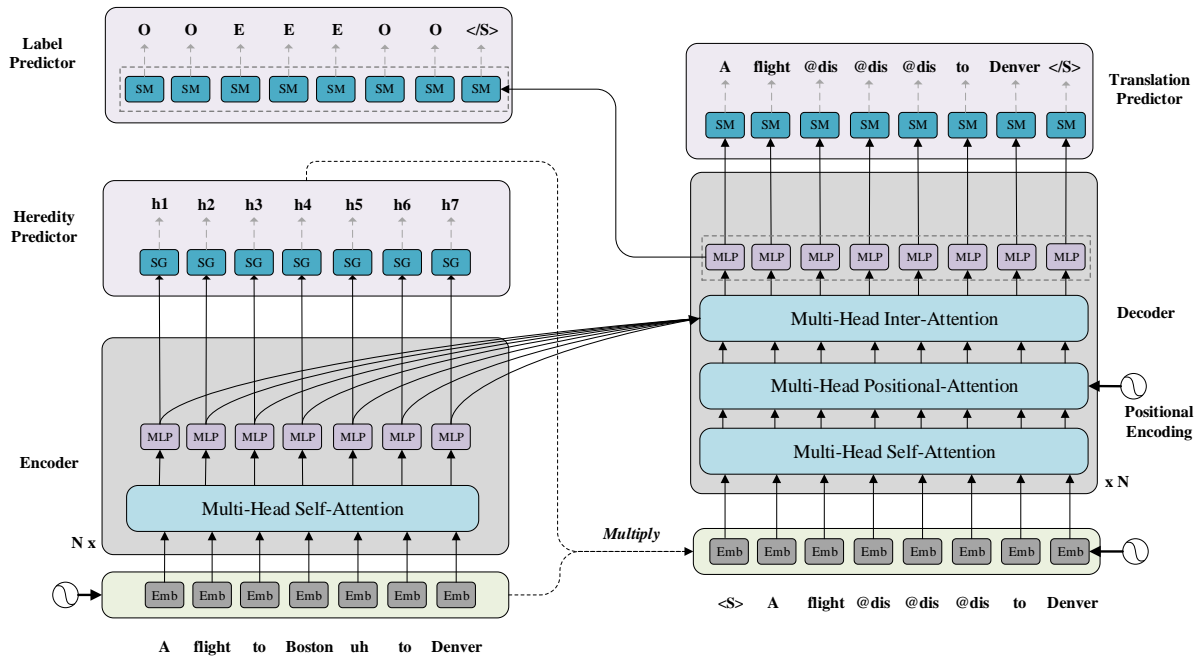 O O E E E O O </S>
Label
Predictor
SM SM SM SM SM SM SM SM
A flight @dis @dis @dis to Denver </S>
Translation
Predictor
SM SM SM SM SM SM SM SM
h1 h2 h3 h4 h5 h6 h7
Heredity
Predictor
SG SG SG SG SG SG SG
MLP MLP MLP MLP MLP MLP MLP MLP
Multi-Head Inter-Attention
Decoder
Multi-Head Positional-Attention
Positional
Encoding
Multi-Head Self-Attention
x N
MLP MLP MLP MLP MLP MLP MLP
Encoder
Multi-Head Self-Attention
N x
Multiply
Emb Emb Emb Emb Emb Emb Emb Emb
<S> A flight @dis @dis @dis to Denver
Emb Emb Emb Emb Emb Emb Emb
A flight to Boston uh to Denver